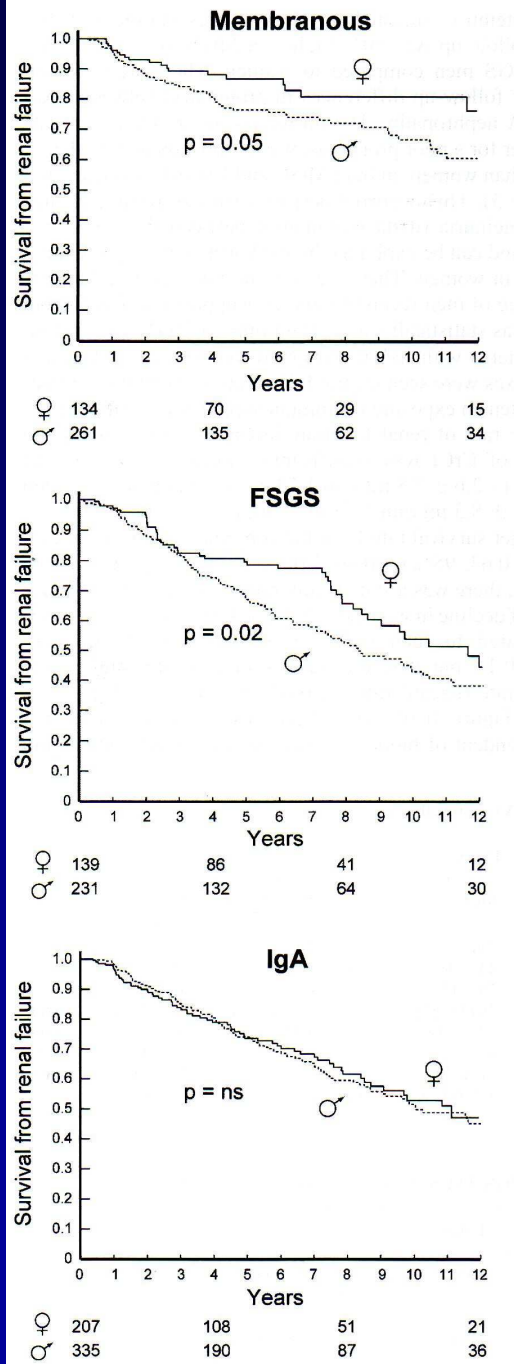 Membranous
Survival from renal failure
1.0
0.9
0.8
0.7
0.6
0.5
0.4
0.3
0.2
0.1
0
p = 0.05
♀
♂
0 1 2 3 4 5 6 7 8 9 10 11 12
Years
♀ 134 70 29 15
♂ 261 135 62 34
FSGS
Survival from renal failure
1.0
0.9
0.8
0.7
0.6
0.5
0.4
0.3
0.2
0.1
0
♀
p = 0.02
♂
0 1 2 3 4 5 6 7 8 9 10 11 12
Years
♀ 139 86 41 12
♂ 231 132 64 30
IgA
Survival from renal failure
1.0
0.9
0.8
0.7
0.6
0.5
0.4
0.3
0.2
0.1
0
♀
p = ns
♂
0 1 2 3 4 5 6 7 8 9 10 11 12
Years
♀ 207 108 51 21
♂ 335 190 87 36